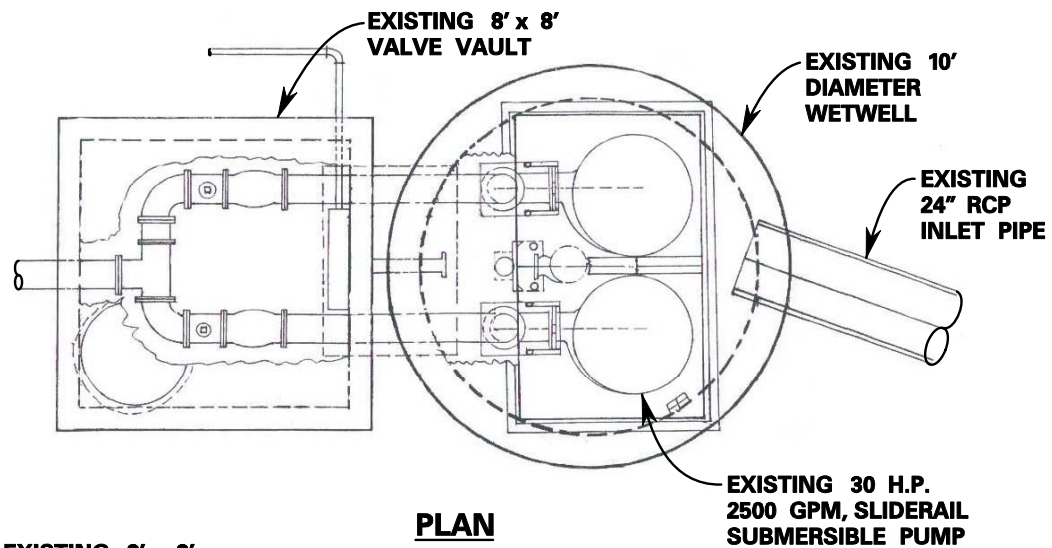 EXISTING 8' x 8'
VALVE VAULT
EXISTING 10'
DIAMETER
WETWELL
EXISTING
24" RCP
INLET PIPE
EXISTING 30 H.P.
2500 GPM, SLIDERAIL
SUBMERSIBLE PUMP
PLAN